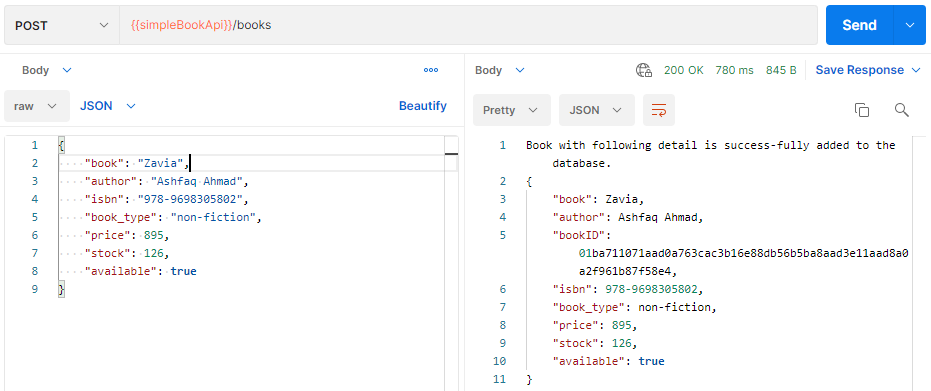 POST {{simpleBookApi}}/books Send
Body ooo
raw JSON Beautify
1 {
2 "book": "Zavia",
3 "author": "Ashfaq Ahmad",
4 "isbn": "978-9698305802",
5 "book_type": "non-fiction",
6 "price": 895,
7 "stock": 126,
8 "available": true
9 }
Body 200 OK 780 ms 845 B Save Response
Pretty JSON
1 Book with following detail is success-fully added to the
database.
2 {
3 "book": Zavia,
4 "author": Ashfaq Ahmad,
5 "bookID":
01ba711071aad0a763cac3b16e88db56b5ba8aad3e11aad8a0
a2f961b87f58e4,
6 "isbn": 978-9698305802,
7 "book_type": non-fiction,
8 "price": 895,
9 "stock": 126,
10 "available": true
11 }